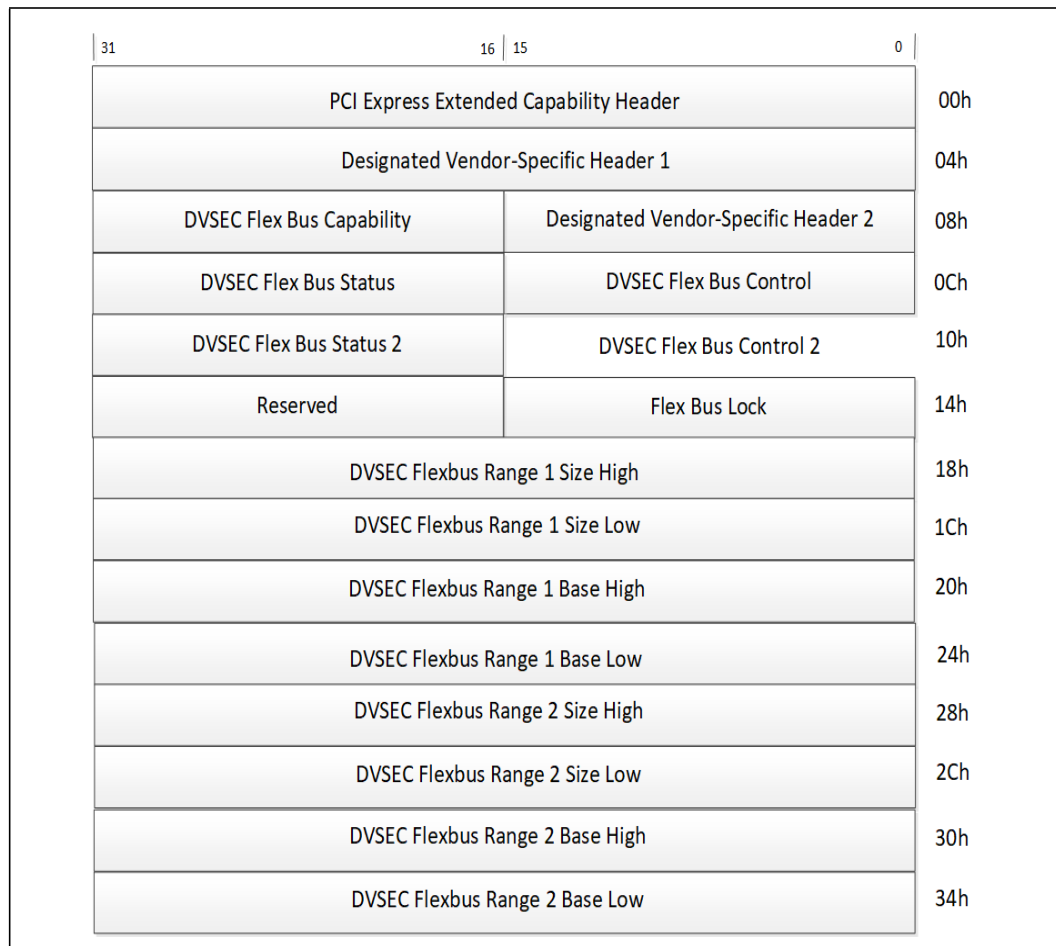 31 16 15 0
PCI Express Extended Capability Header 00h
Designated Vendor-Specific Header 1 04h
DVSEC Flex Bus Capability Designated Vendor-Specific Header 2 08h
DVSEC Flex Bus Status DVSEC Flex Bus Control 0Ch
DVSEC Flex Bus Status 2 DVSEC Flex Bus Control 2 10h
Reserved Flex Bus Lock 14h
DVSEC Flexbus Range 1 Size High 18h
DVSEC Flexbus Range 1 Size Low 1Ch
DVSEC Flexbus Range 1 Base High 20h
DVSEC Flexbus Range 1 Base Low 24h
DVSEC Flexbus Range 2 Size High 28h
DVSEC Flexbus Range 2 Size Low 2Ch
DVSEC Flexbus Range 2 Base High 30h
DVSEC Flexbus Range 2 Base Low 34h